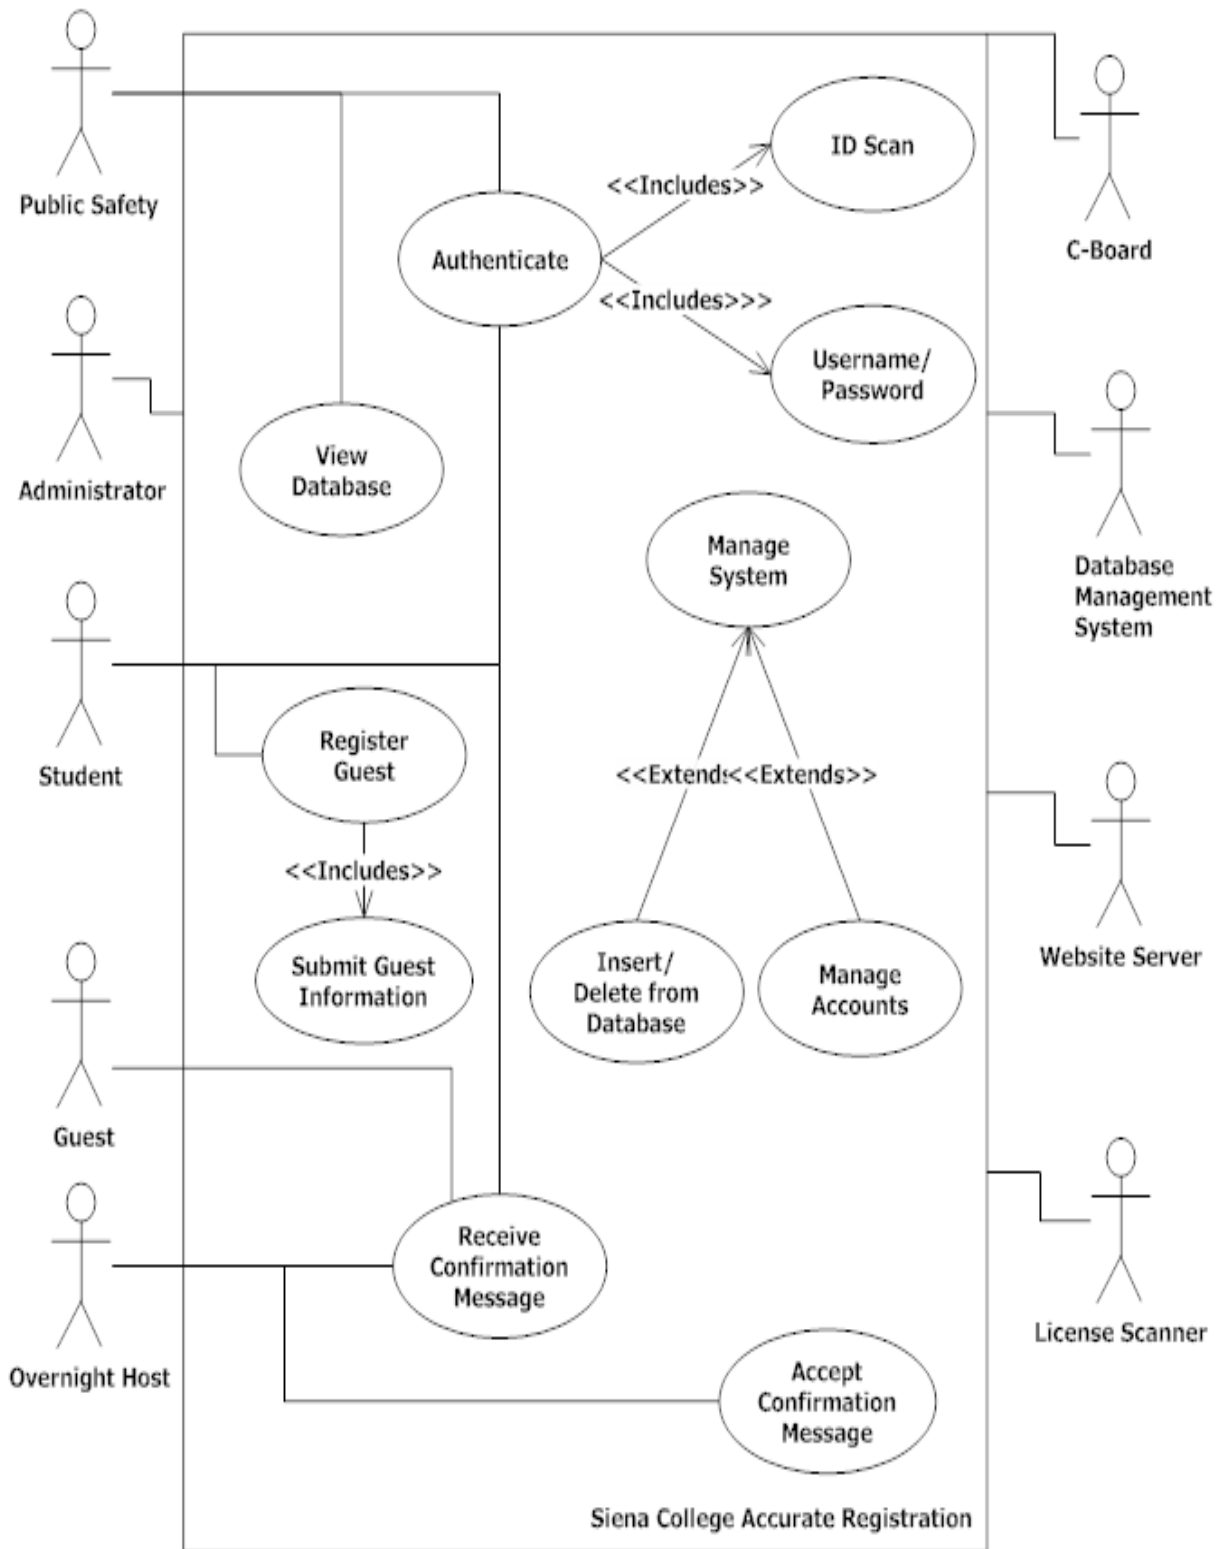 Public Safety
ID Scan
<<Includes>>
Authenticate
C-Board
<<Includes>>>
Username/
Password
View
Database
Administrator
Manage
System
Database
Management
System
Register
Guest
Student
<<Extends
<<Extends>>
<<Includes>>
Submit Guest
Information
Insert/
Delete from
Database
Manage
Accounts
Website Server
Guest
Receive
Confirmation
Message
License Scanner
Overnight Host
Accept
Confirmation
Message
Siena College Accurate Registration